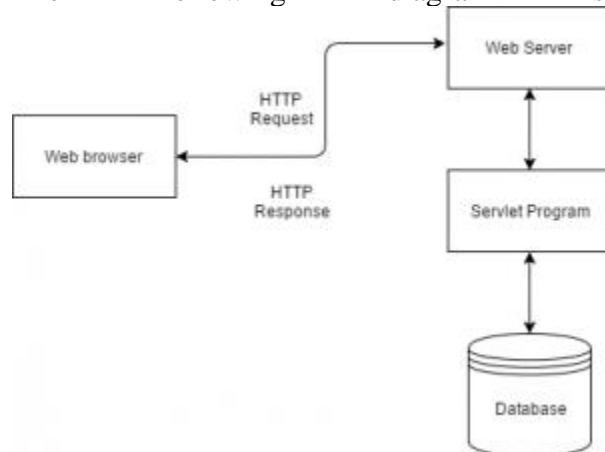 Web Server
HTTP
Request
Web browser
HTTP
Response
Servlet Program
Database